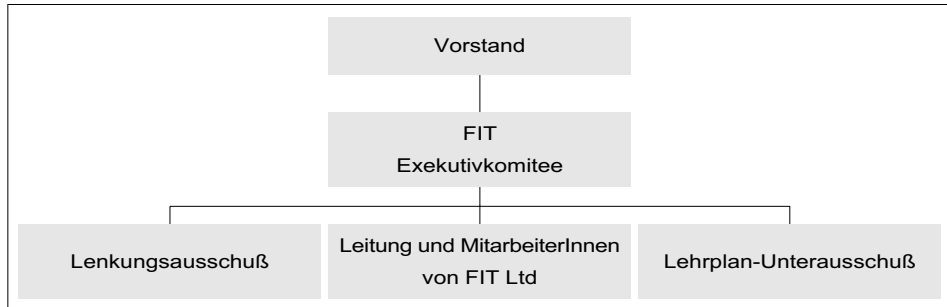 Vorstand
FIT
Exekutivkomitee
Lenkungsausschuß
Leitung und MitarbeiterInnen
von FIT Ltd
Lehrplan-Unterausschuß